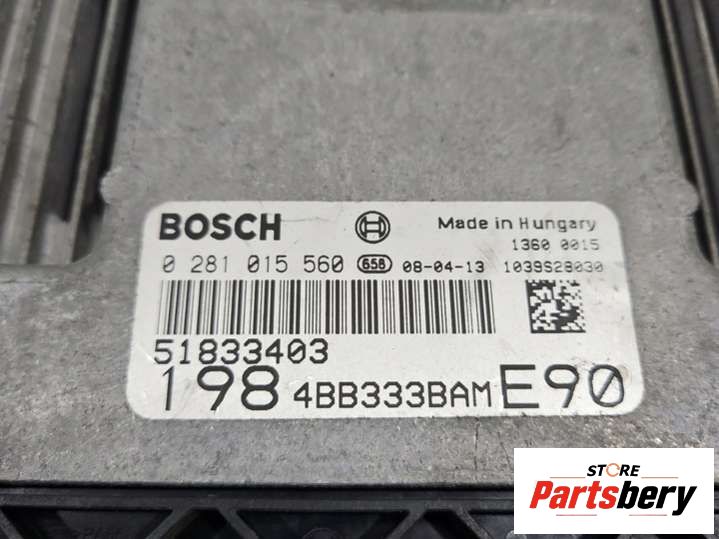 BOSCH
Made in Hungary
1360 0015
0 281 015 560 658 08-04-13 1039S28030
51833403
198 4BB333BAM E90
STORE
Partsbery